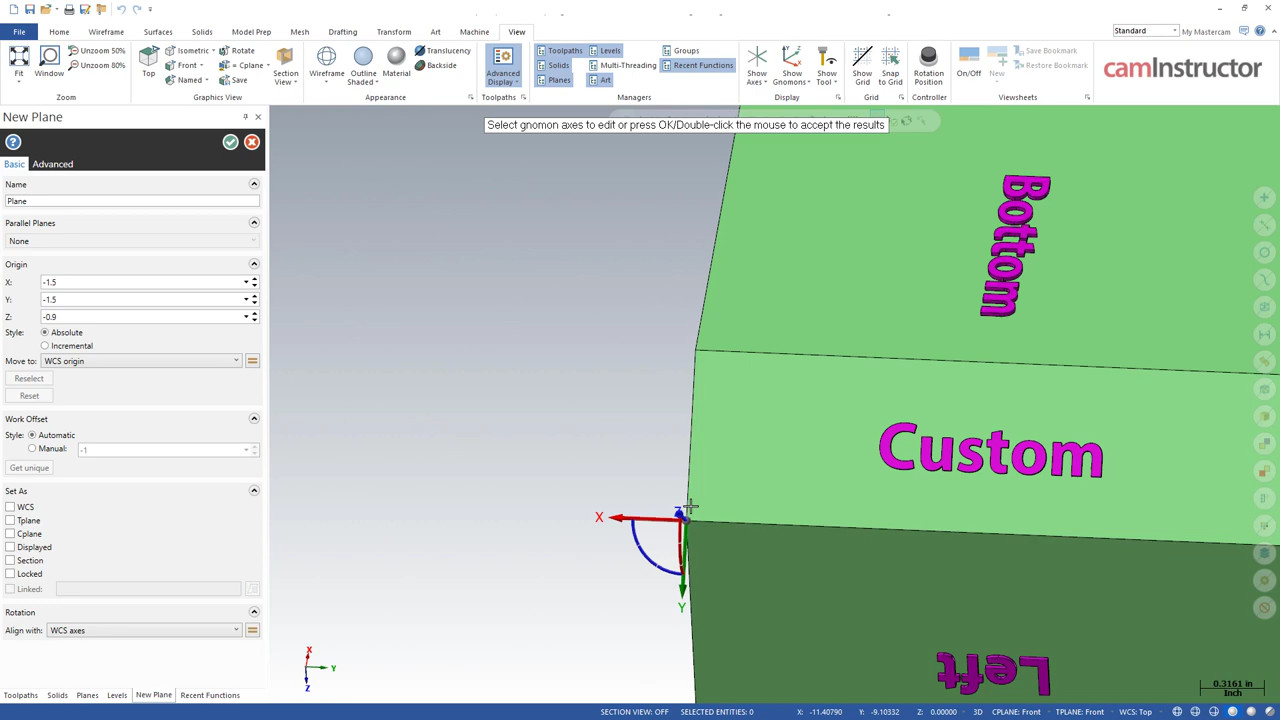 File
Home
Wireframe
Surfaces
Solids
Model Prep
Mesh
Drafting
Transform
Art
Machine
View
Standard
My Mastercam
Fit
Window
Unzoom 50%
Unzoom 80%
Zoom
Top
Isometric
Front
Named
Rotate
= Cplane
Save
Section
View
Graphics View
Wireframe
Outline
Shaded
Material
Translucency
Backside
Appearance
Advanced
Display
Toolpaths
Toolpaths
Solids
Planes
Levels
Multi-Threading
Art
Groups
Recent Functions
Managers
Show
Axes
Show
Gnomons
Show
Tool
Display
Show
Grid
Snap
to Grid
Grid
Rotation
Position
Controller
On/Off
New
Save Bookmark
Restore Bookmark
Viewsheets
camInstructor
New Plane
Basic
Advanced
Name
Plane
Parallel Planes
None
Origin
X: -1.5
Y: -1.5
Z: -0.9
Style: Absolute
Incremental
Move to: WCS origin
Reselect
Reset
Work Offset
Style: Automatic
Manual: -1
Get unique
Set As
WCS
Tplane
Cplane
Displayed
Section
Locked
Linked:
Rotation
Align with: WCS axes
Toolpaths
Solids
Planes
Levels
New Plane
Recent Functions
Select gnomon axes to edit or press OK/Double-click the mouse to accept the results
Bottom
Custom
Left
X
Z
Y
X
Y
Z
0.3161 in
Inch
SECTION VIEW: OFF
SELECTED ENTITIES: 0
X: -11.40790
Y: -9.10332
Z: 0.00000
3D
CPLANE: Front
TPLANE: Front
WCS: Top